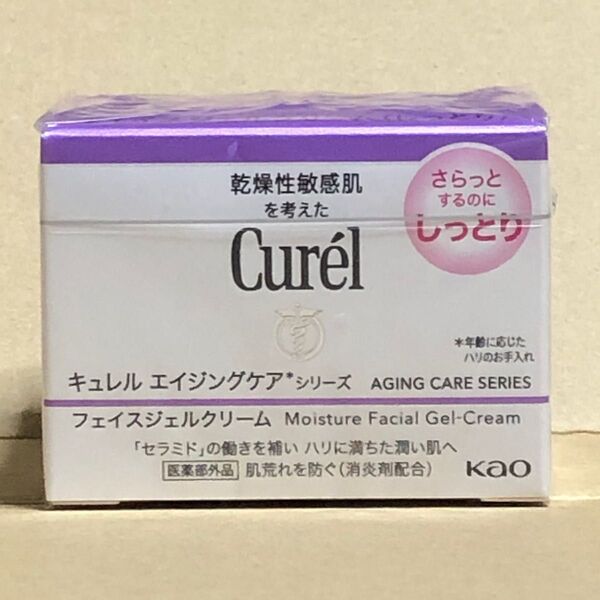 乾燥性敏感肌
を考えた
Curél
さらっと
するのに
しっとり
*年齢に応じた
ハリのお手入れ
キュレル エイジングケア*シリーズ AGING CARE SERIES
フェイスジェルクリーム Moisture Facial Gel-Cream
「セラミド」の働きを補い ハリに満ちた潤い肌へ
医薬部外品 肌荒れを防ぐ(消炎剤配合)
Kao